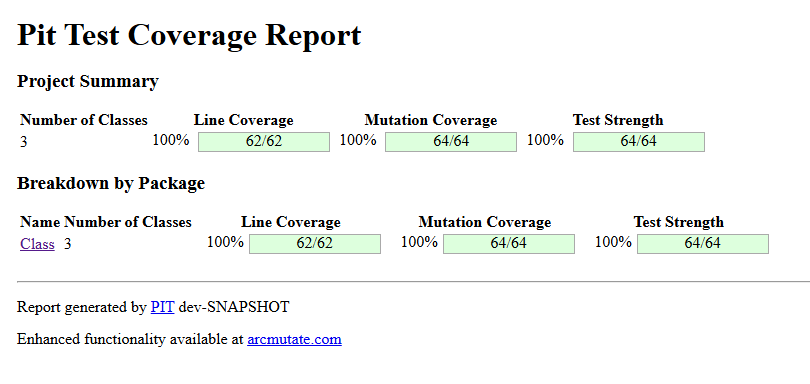 Pit Test Coverage Report
Project Summary
Number of Classes Line Coverage Mutation Coverage Test Strength
3 100% 62/62 100% 64/64 100% 64/64
Breakdown by Package
Name Number of Classes Line Coverage Mutation Coverage Test Strength
Class 3 100% 62/62 100% 64/64 100% 64/64
Report generated by PIT dev-SNAPSHOT
Enhanced functionality available at arcmutate.com